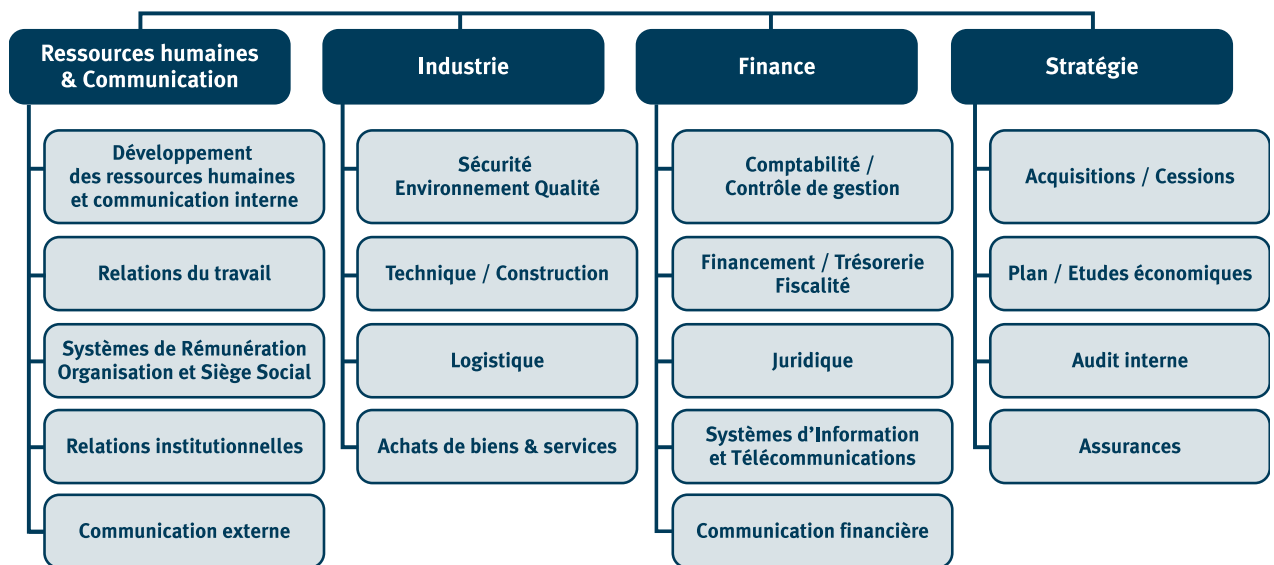 Ressources humaines
& Communication
Développement
des ressources humaines
et communication interne
Relations du travail
Systèmes de Rémunération
Organisation et Siège Social
Relations institutionnelles
Communication externe
Industrie
Sécurité
Environnement Qualité
Technique / Construction
Logistique
Achats de biens & services
Finance
Comptabilité /
Contrôle de gestion
Financement / Trésorerie
Fiscalité
Juridique
Systèmes d’Information
et Télécommunications
Communication financière
Stratégie
Acquisitions / Cessions
Plan / Etudes économiques
Audit interne
Assurances